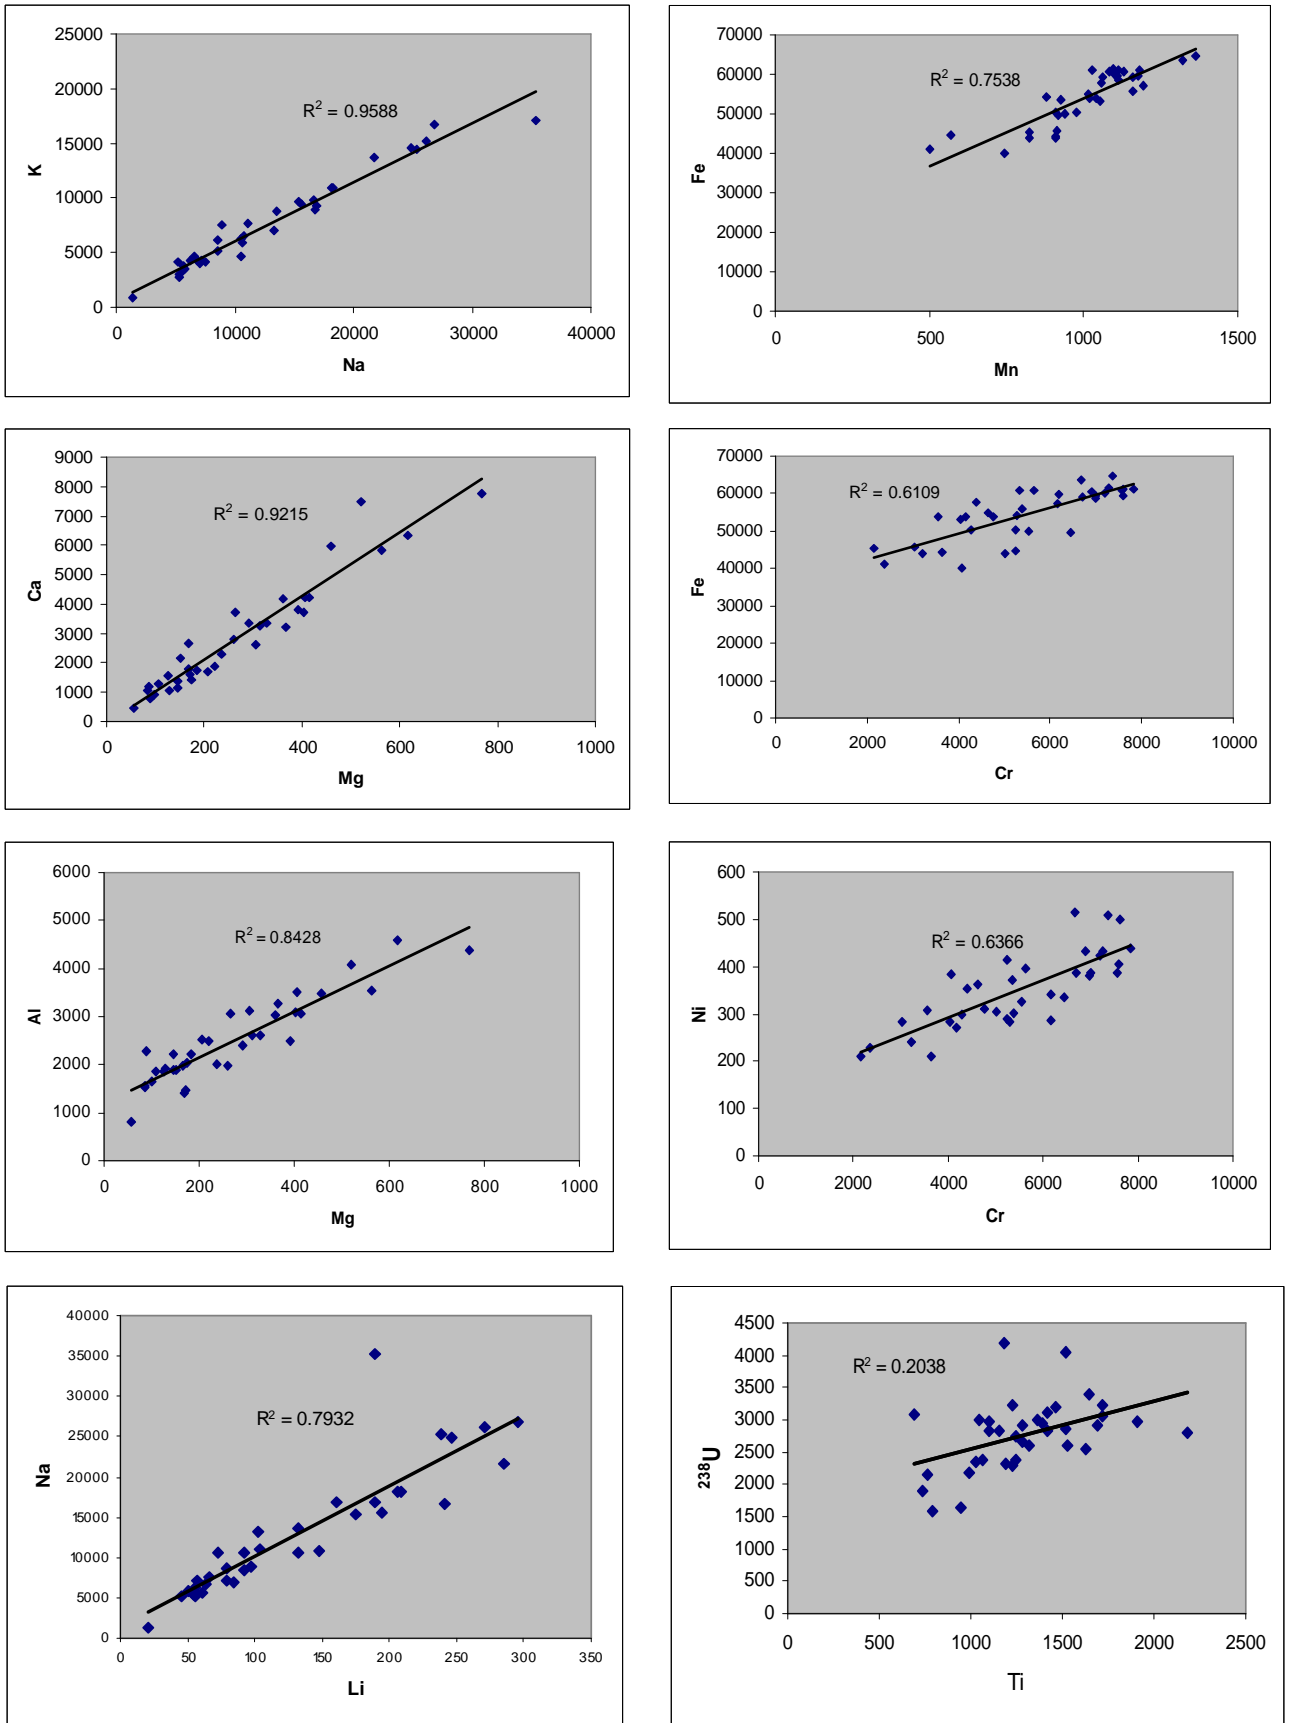 25000
20000
15000
10000
5000
0
K
R² = 0.9588
0 10000 20000 30000 40000
Na
70000
60000
50000
40000
30000
20000
10000
0
Fe
R² = 0.7538
0 500 1000 1500
Mn
9000
8000
7000
6000
5000
4000
3000
2000
1000
0
Ca
R² = 0.9215
0 200 400 600 800 1000
Mg
70000
60000
50000
40000
30000
20000
10000
0
Fe
R² = 0.6109
0 2000 4000 6000 8000 10000
Cr
6000
5000
4000
3000
2000
1000
0
Al
R² = 0.8428
0 200 400 600 800 1000
Mg
600
500
400
300
200
100
0
Ni
R² = 0.6366
0 2000 4000 6000 8000 10000
Cr
40000
35000
30000
25000
20000
15000
10000
5000
0
Na
R² = 0.7932
0 50 100 150 200 250 300 350
Li
4500
4000
3500
3000
2500
2000
1500
1000
500
0
²³⁸U
R² = 0.2038
0 500 1000 1500 2000 2500
Ti